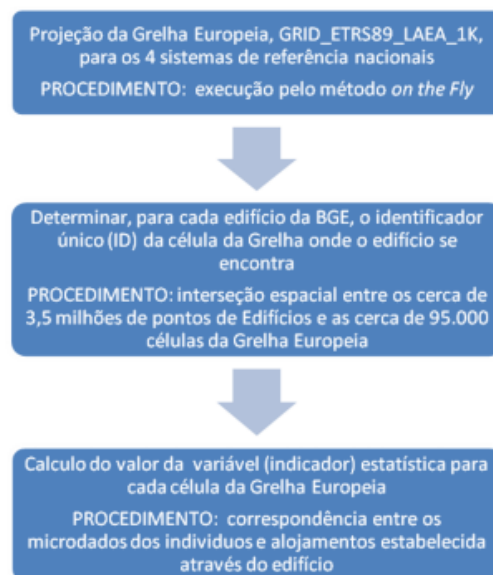 Projeção da Grelha Europeia, GRID_ETRS89_LAEA_1K,
para os 4 sistemas de referência nacionais
PROCEDIMENTO: execução pelo método on the Fly
Determinar, para cada edifício da BGE, o identificador
único (ID) da célula da Grelha onde o edifício se
encontra
PROCEDIMENTO: interseção espacial entre os cerca de
3,5 milhões de pontos de Edifícios e as cerca de 95.000
células da Grelha Europeia
Calculo do valor da variável (indicador) estatística para
cada célula da Grelha Europeia
PROCEDIMENTO: correspondência entre os
microdados dos individuos e alojamentos estabelecida
através do edifício